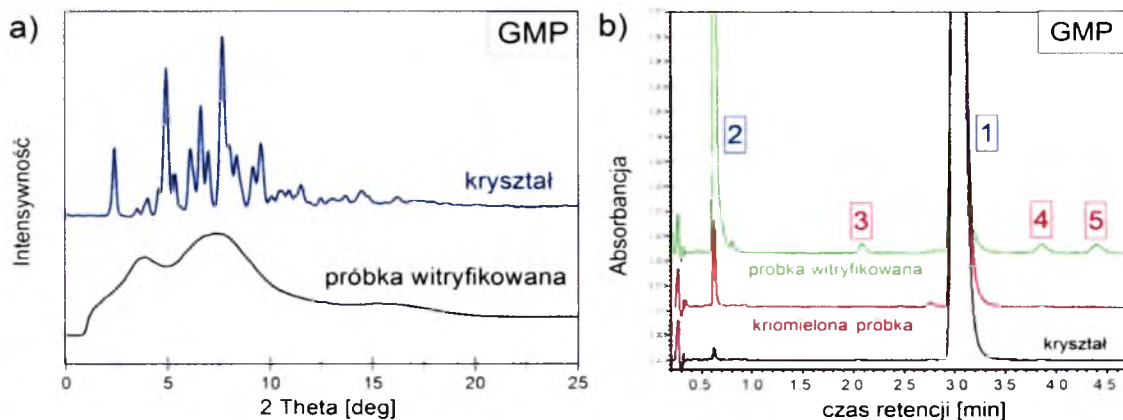 a)
GMP
Intensywność
kryształ
próbka witryfikowana
0 5 10 15 20 25
2 Theta [deg]
b)
GMP
Absorbancja
2
1
3
4
5
próbka witryfikowana
kriomielona próbka
kryształ
0.5 1.0 1.5 2.0 2.5 3.0 3.5 4.0 4.5
czas retencji [min]